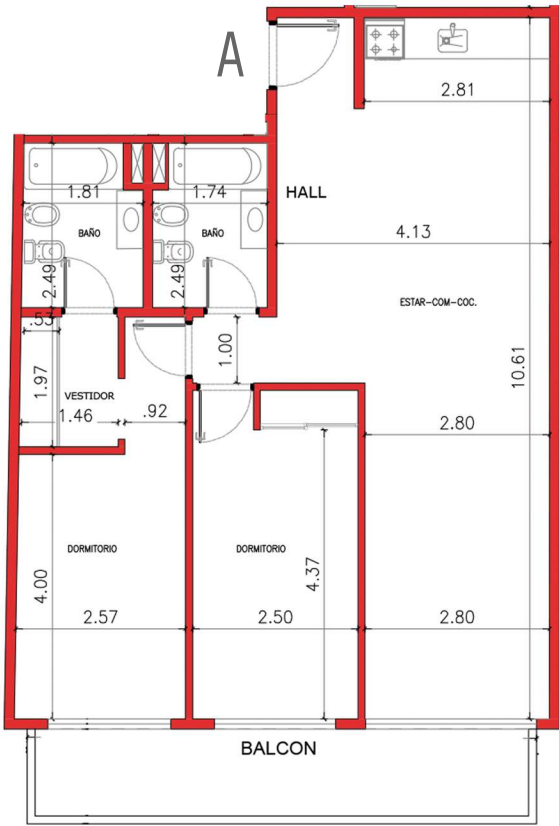 A
2.81
1.81
1.74
HALL
BAÑO
BAÑO
4.13
2.49
2.49
ESTAR-COM-COC.
.53
1.00
10.61
1.97
VESTIDOR
1.46
.92
2.80
DORMITORIO
DORMITORIO
4.00
4.37
2.57
2.50
2.80
BALCON